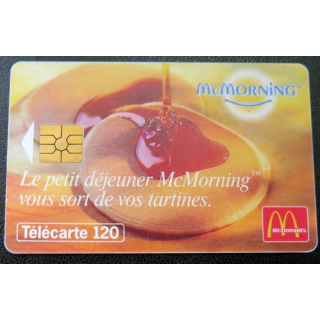 McMORNiNG™
Le petit déjeuner McMorning™
vous sort de vos tartines.
Télécarte 120
McDonald's